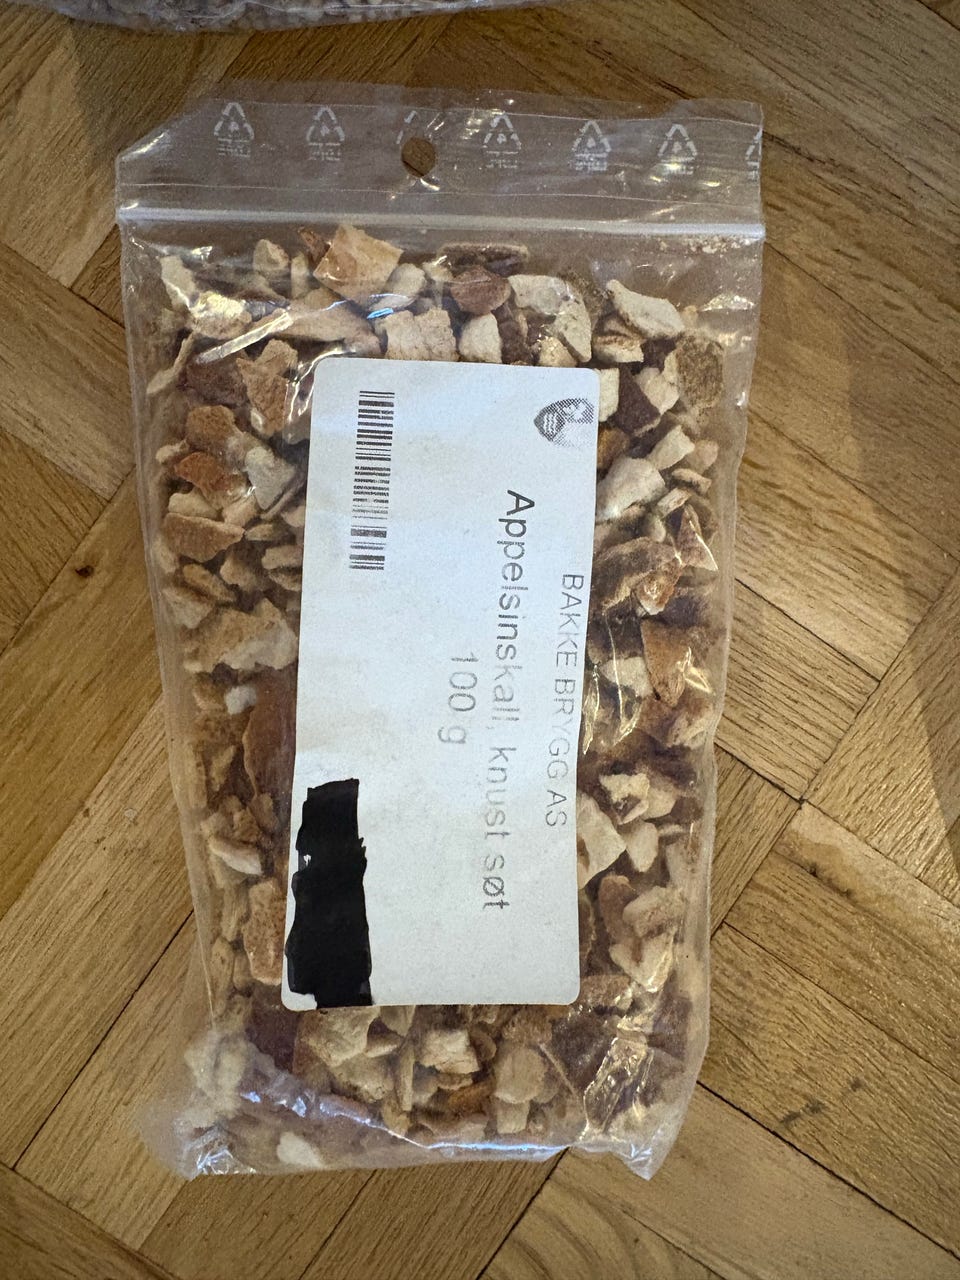 BAKKE BRYGG AS
Appelsinskall, knust søt
100 g